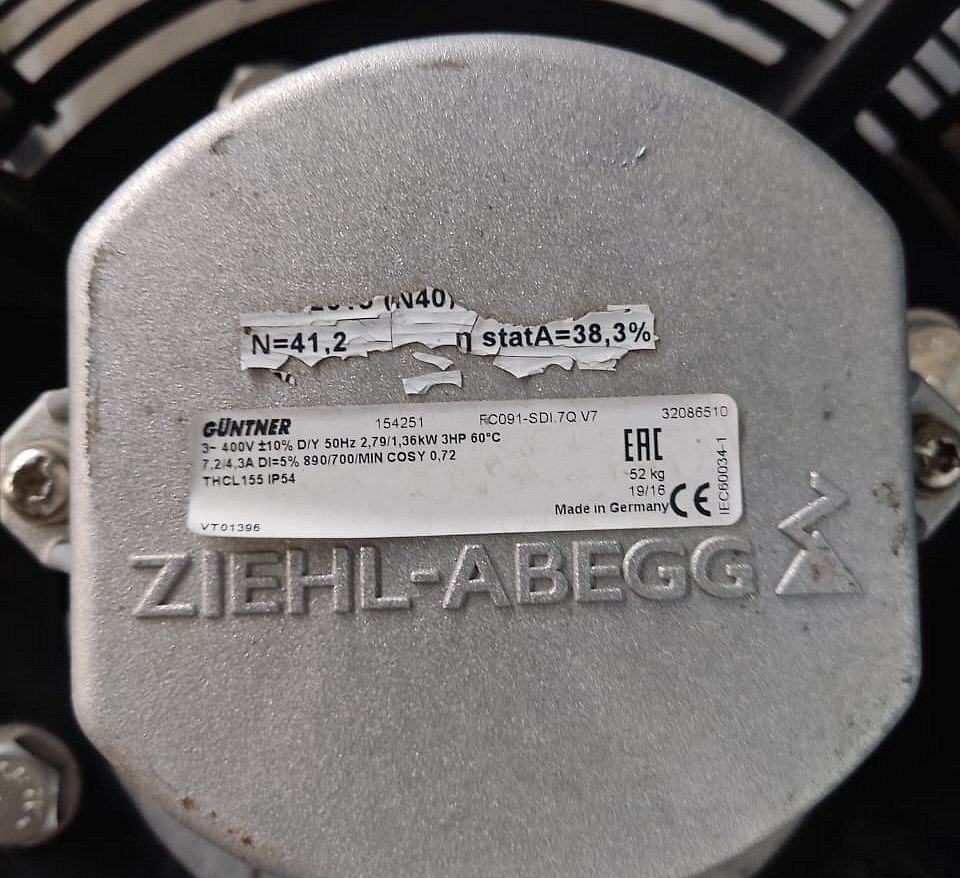 (N40)
N=41,2 η statA=38,3%
GÜNTNER 154251 FC091-SDI.7Q V7 32086510
3~ 400V ±10% D/Y 50Hz 2,79/1,36kW 3HP 60°C
7,2/4,3A DI=5% 890/700/MIN COSY 0,72
THCL155 IP54
EAC
52 kg
19/16
Made in Germany CE
IEC60034-1
VT01396
ZIEHL-ABEGG